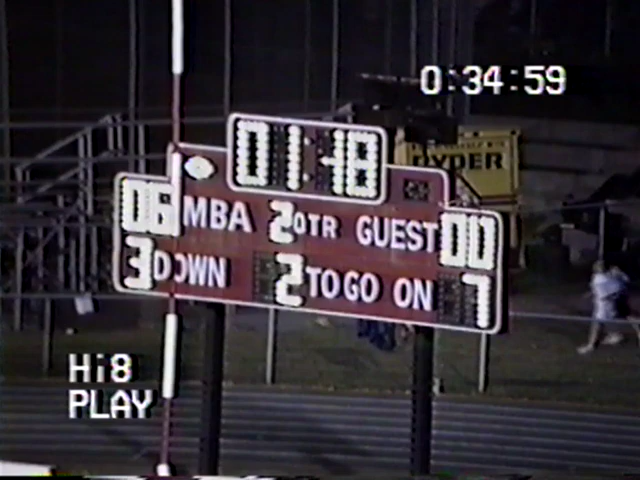 0:34:59
01:48
RYDER
06 MBA 2 QTR GUEST 00
3 DOWN 2 TO GO ON 7
Hi8
PLAY